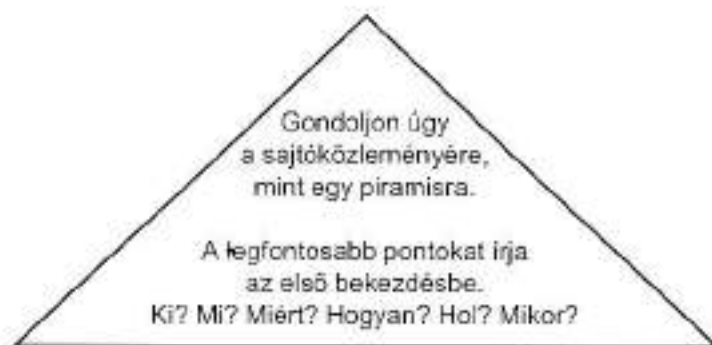 Gondoljon úgy
a sajtóközleményére,
mint egy piramisra.
A legfontosabb pontokat írja
az első bekezdésbe.
Ki? Mi? Miért? Hogyan? Hol? Mikor?